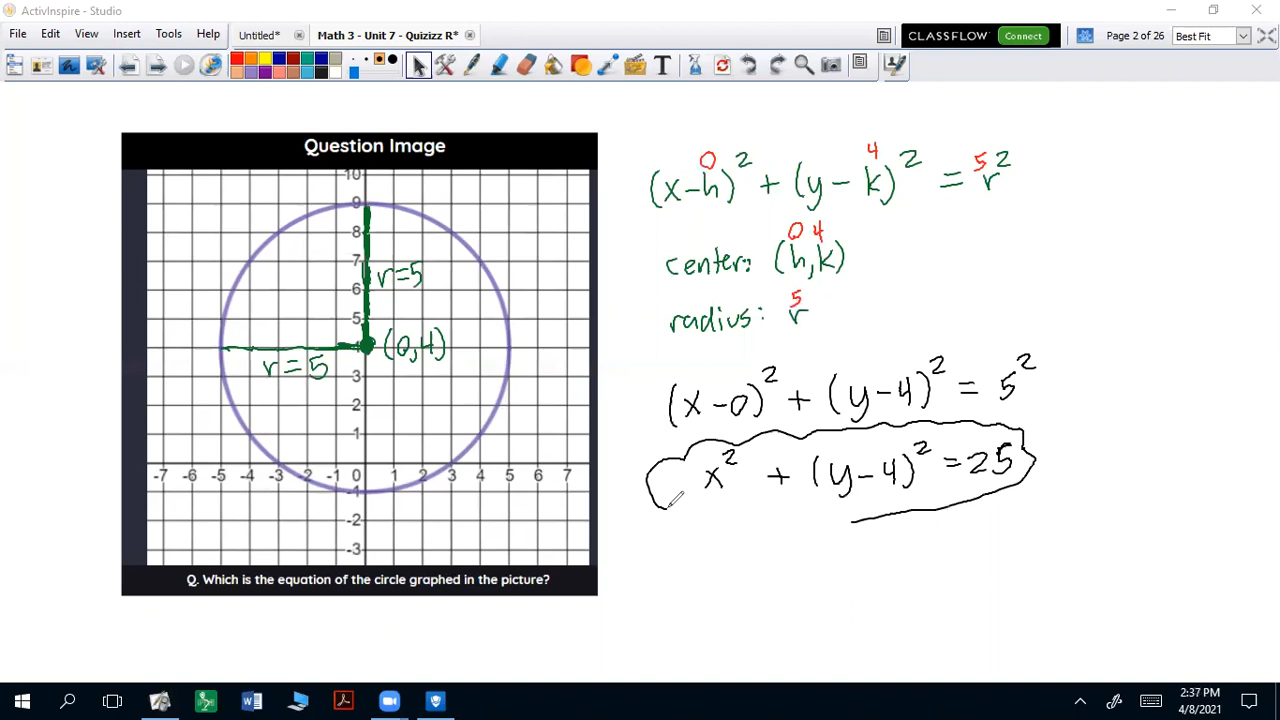 ActivInspire - Studio
File Edit View Insert Tools Help Untitled* Math 3 - Unit 7 - Quizizz R* CLASSFLOW Connect Page 2 of 26 Best Fit
Question Image
10
9
8
7
6
5
3
2
1
-7 -6 -5 -4 -3 -2 -1 0 1 2 3 4 5 6 7
-1
-2
-3
r=5
(0,4)
r=5
Q. Which is the equation of the circle graphed in the picture?
0 4 5
(x-h)² + (y-k)² = r²
0 4
center: (h,k)
5
radius: r
(x-0)² + (y-4)² = 5²
x² + (y-4)² = 25
2:37 PM
4/8/2021